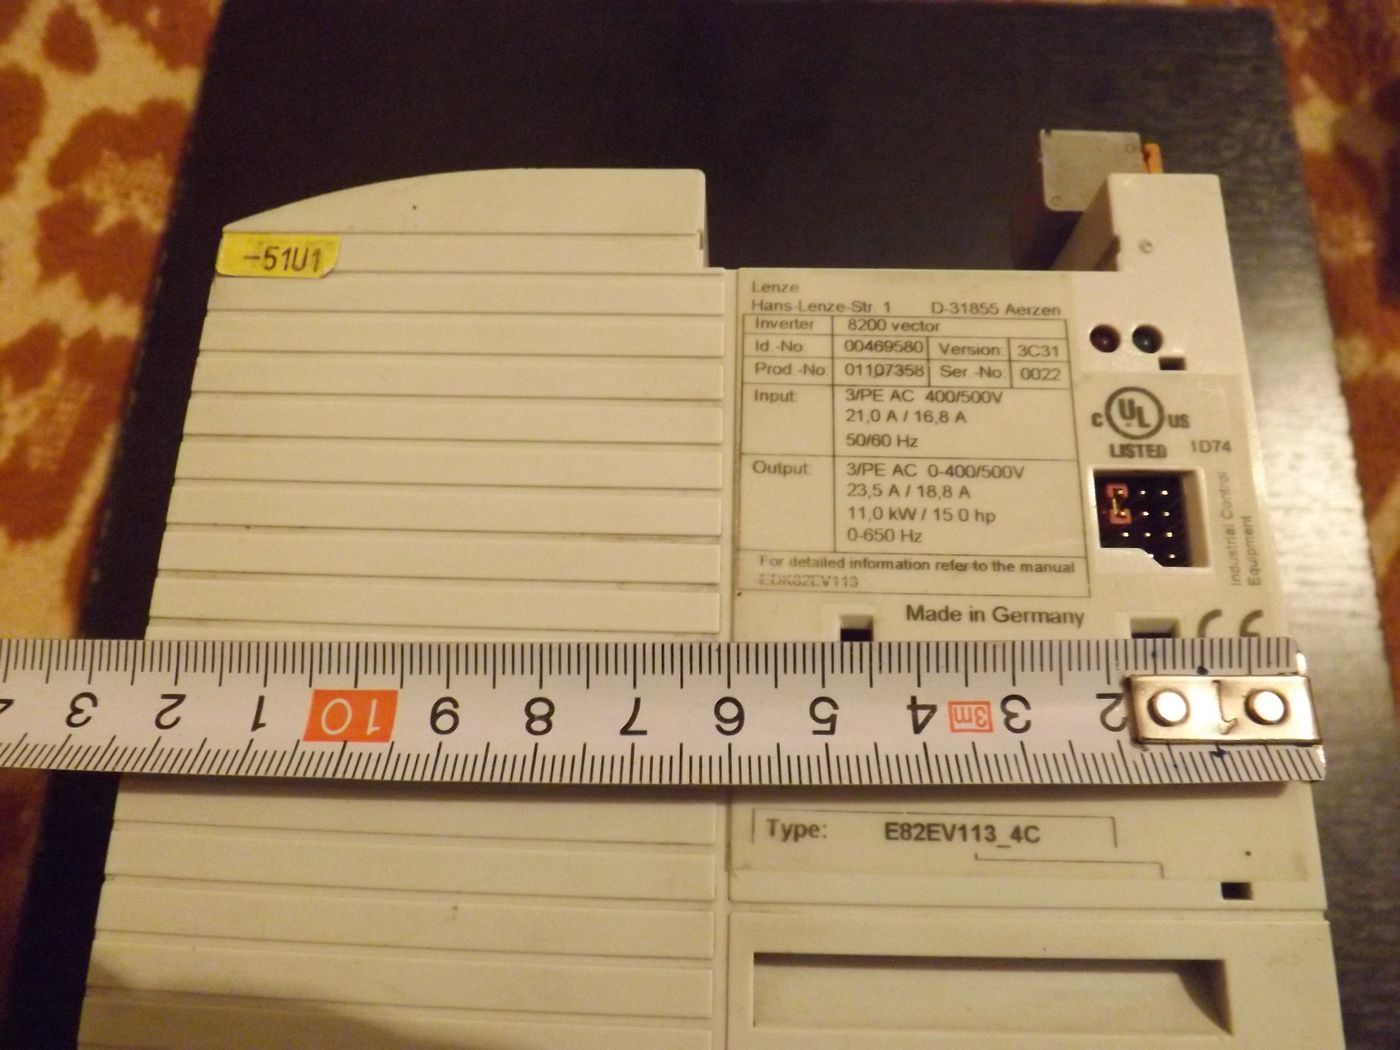 -51U1
Lenze
Hans-Lenze-Str. 1 D-31855 Aerzen
Inverter 8200 vector
Id.-No: 00469580 Version: 3C31
Prod.-No: 01107358 Ser.-No: 0022
Input: 3/PE AC 400/500V
21,0 A / 16,8 A
50/60 Hz
Output: 3/PE AC 0-400/500V
23,5 A / 18,8 A
11,0 kW / 15.0 hp
0-650 Hz
For detailed information refer to the manual
EDK82EV113
C UL US
LISTED 1D74
Industrial Control
Equipment
Made in Germany CE
4 3 2 1 10 9 8 7 6 5 4 3m 3 2 1
Type: E82EV113_4C